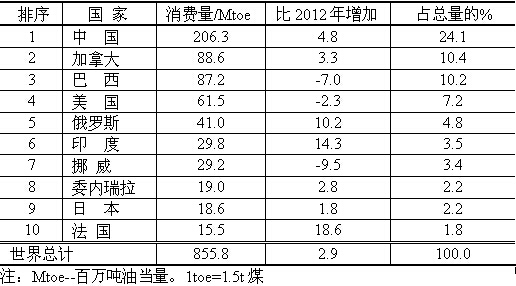 排序 国 家 消费量/Mtoe 比2012年增加 占总量的%
1 中 国 206.3 4.8 24.1
2 加拿大 88.6 3.3 10.4
3 巴 西 87.2 -7.0 10.2
4 美 国 61.5 -2.3 7.2
5 俄罗斯 41.0 10.2 4.8
6 印 度 29.8 14.3 3.5
7 挪 威 29.2 -9.5 3.4
8 委内瑞拉 19.0 2.8 2.2
9 日 本 18.6 1.8 2.2
10 法 国 15.5 18.6 1.8
世界总计 855.8 2.9 100.0
注：Mtoe--百万吨油当量。1toe=1.5t煤